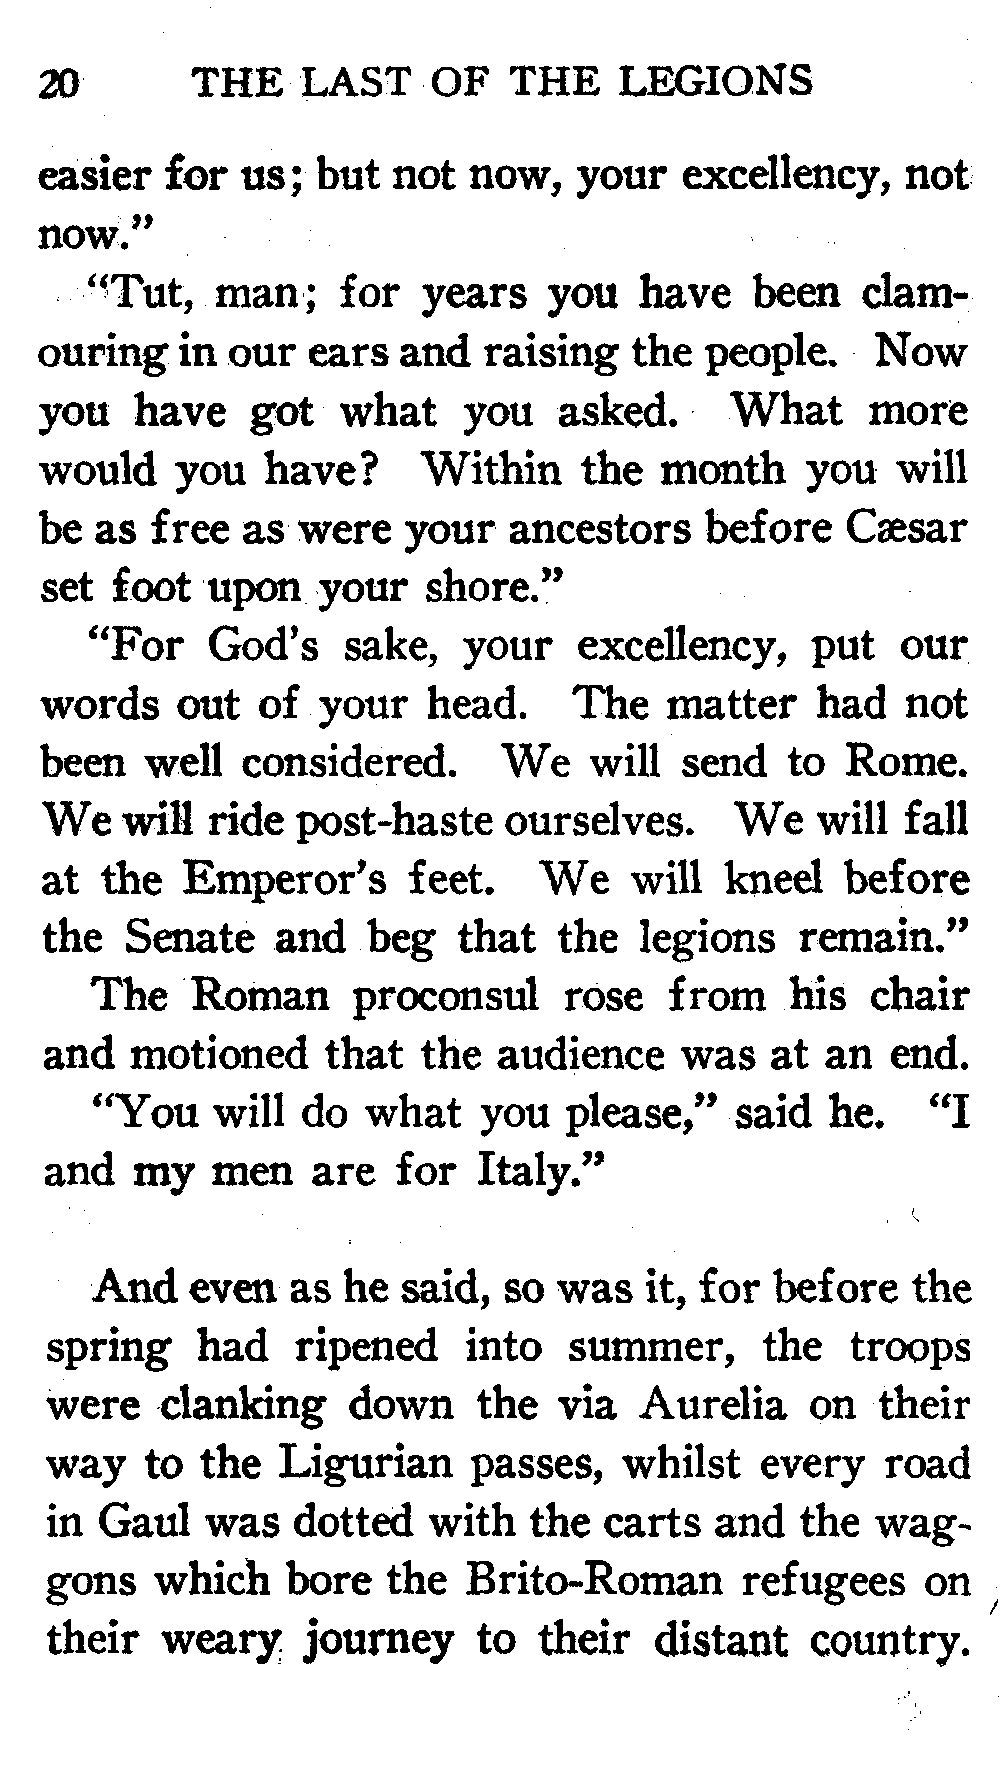 20 THE LAST OF THE LEGIONS
easier for us; but not now, your excellency, not
now.”
“Tut, man; for years you have been clam-
ouring in our ears and raising the people. Now
you have got what you asked. What more
would you have? Within the month you will
be as free as were your ancestors before Cæsar
set foot upon your shore.”
“For God’s sake, your excellency, put our
words out of your head. The matter had not
been well considered. We will send to Rome.
We will ride post-haste ourselves. We will fall
at the Emperor’s feet. We will kneel before
the Senate and beg that the legions remain.”
The Roman proconsul rose from his chair
and motioned that the audience was at an end.
“You will do what you please,” said he. “I
and my men are for Italy.”
And even as he said, so was it, for before the
spring had ripened into summer, the troops
were clanking down the via Aurelia on their
way to the Ligurian passes, whilst every road
in Gaul was dotted with the carts and the wag-
gons which bore the Brito-Roman refugees on
their weary journey to their distant country.